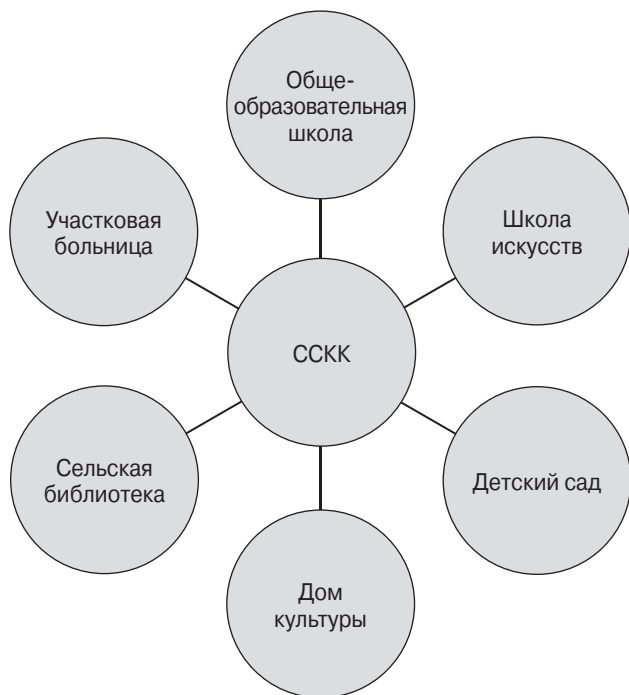 Обще-
образовательная
школа
Участковая
больница
Школа
искусств
ССКК
Сельская
библиотека
Детский сад
Дом
культуры